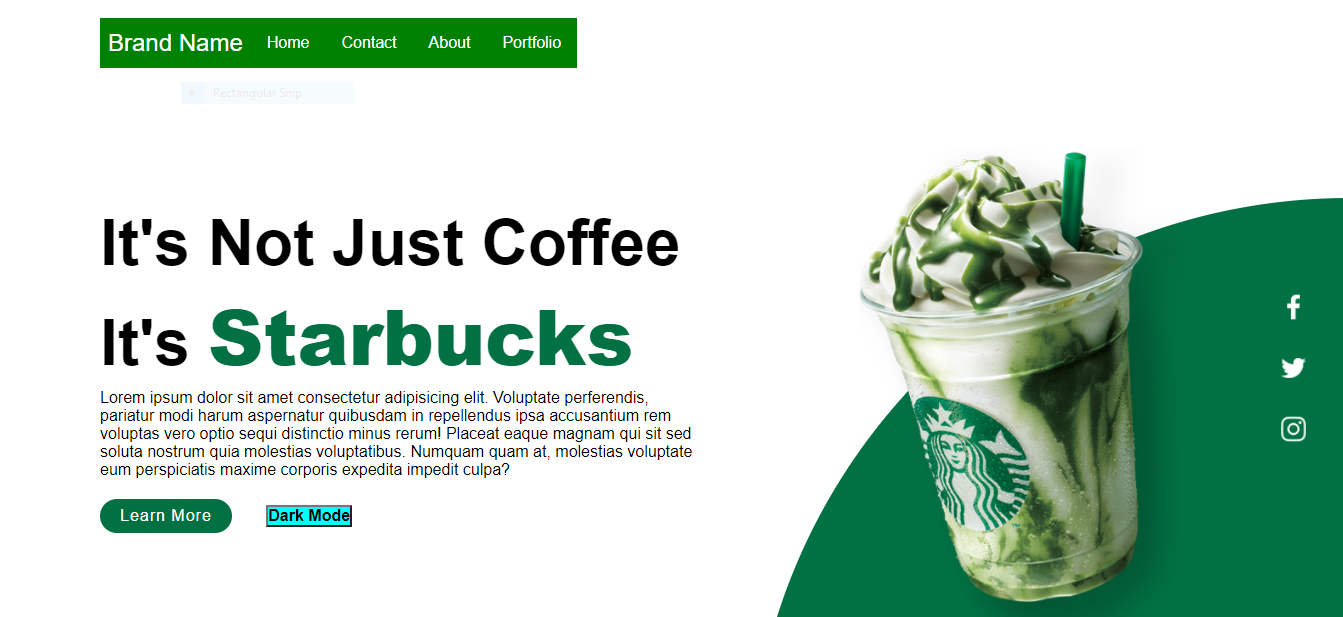 Brand Name Home Contact About Portfolio
Rectangular Snip
It's Not Just Coffee
It's Starbucks
Lorem ipsum dolor sit amet consectetur adipisicing elit. Voluptate perferendis,
pariatur modi harum aspernatur quibusdam in repellendus ipsa accusantium rem
voluptas vero optio sequi distinctio minus rerum! Placeat eaque magnam qui sit sed
soluta nostrum quia molestias voluptatibus. Numquam quam at, molestias voluptate
eum perspiciatis maxime corporis expedita impedit culpa?
Learn More Dark Mode